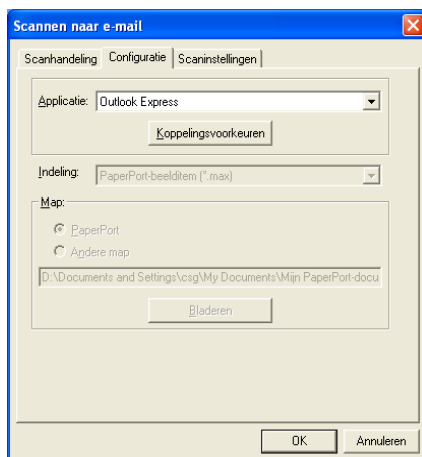 Scannen naar e-mail
Scanhandeling Configuratie Scaninstellingen
Applicatie: Outlook Express
Koppelingsvoorkeuren
Indeling: PaperPort-beelditem (*.max)
Map:
PaperPort
Andere map
D:\Documents and Settings\csg\My Documents\Mijn PaperPort-docu
Bladeren
OK Annuleren